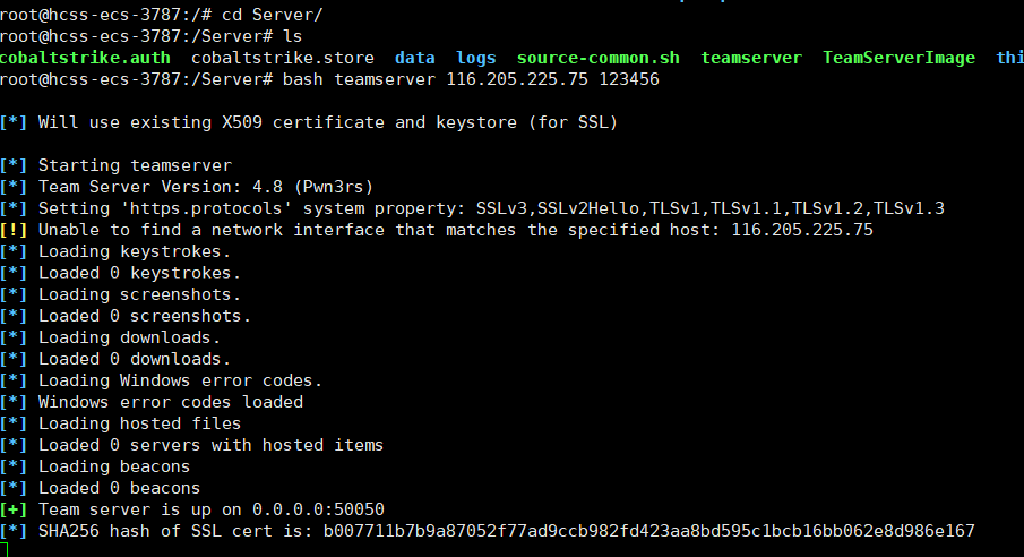 root@hcss-ecs-3787:/# cd Server/
root@hcss-ecs-3787:/Server# ls
cobaltstrike.auth cobaltstrike.store data logs source-common.sh teamserver TeamServerImage thi
root@hcss-ecs-3787:/Server# bash teamserver 116.205.225.75 123456
[*] Will use existing X509 certificate and keystore (for SSL)
[*] Starting teamserver
[*] Team Server Version: 4.8 (Pwn3rs)
[*] Setting 'https.protocols' system property: SSLv3,SSLv2Hello,TLSv1,TLSv1.1,TLSv1.2,TLSv1.3
[!] Unable to find a network interface that matches the specified host: 116.205.225.75
[*] Loading keystrokes.
[*] Loaded 0 keystrokes.
[*] Loading screenshots.
[*] Loaded 0 screenshots.
[*] Loading downloads.
[*] Loaded 0 downloads.
[*] Loading Windows error codes.
[*] Windows error codes loaded
[*] Loading hosted files
[*] Loaded 0 servers with hosted items
[*] Loading beacons
[*] Loaded 0 beacons
[+] Team server is up on 0.0.0.0:50050
[*] SHA256 hash of SSL cert is: b007711b7b9a87052f77ad9ccb982fd423aa8bd595c1bcb16bb062e8d986e167